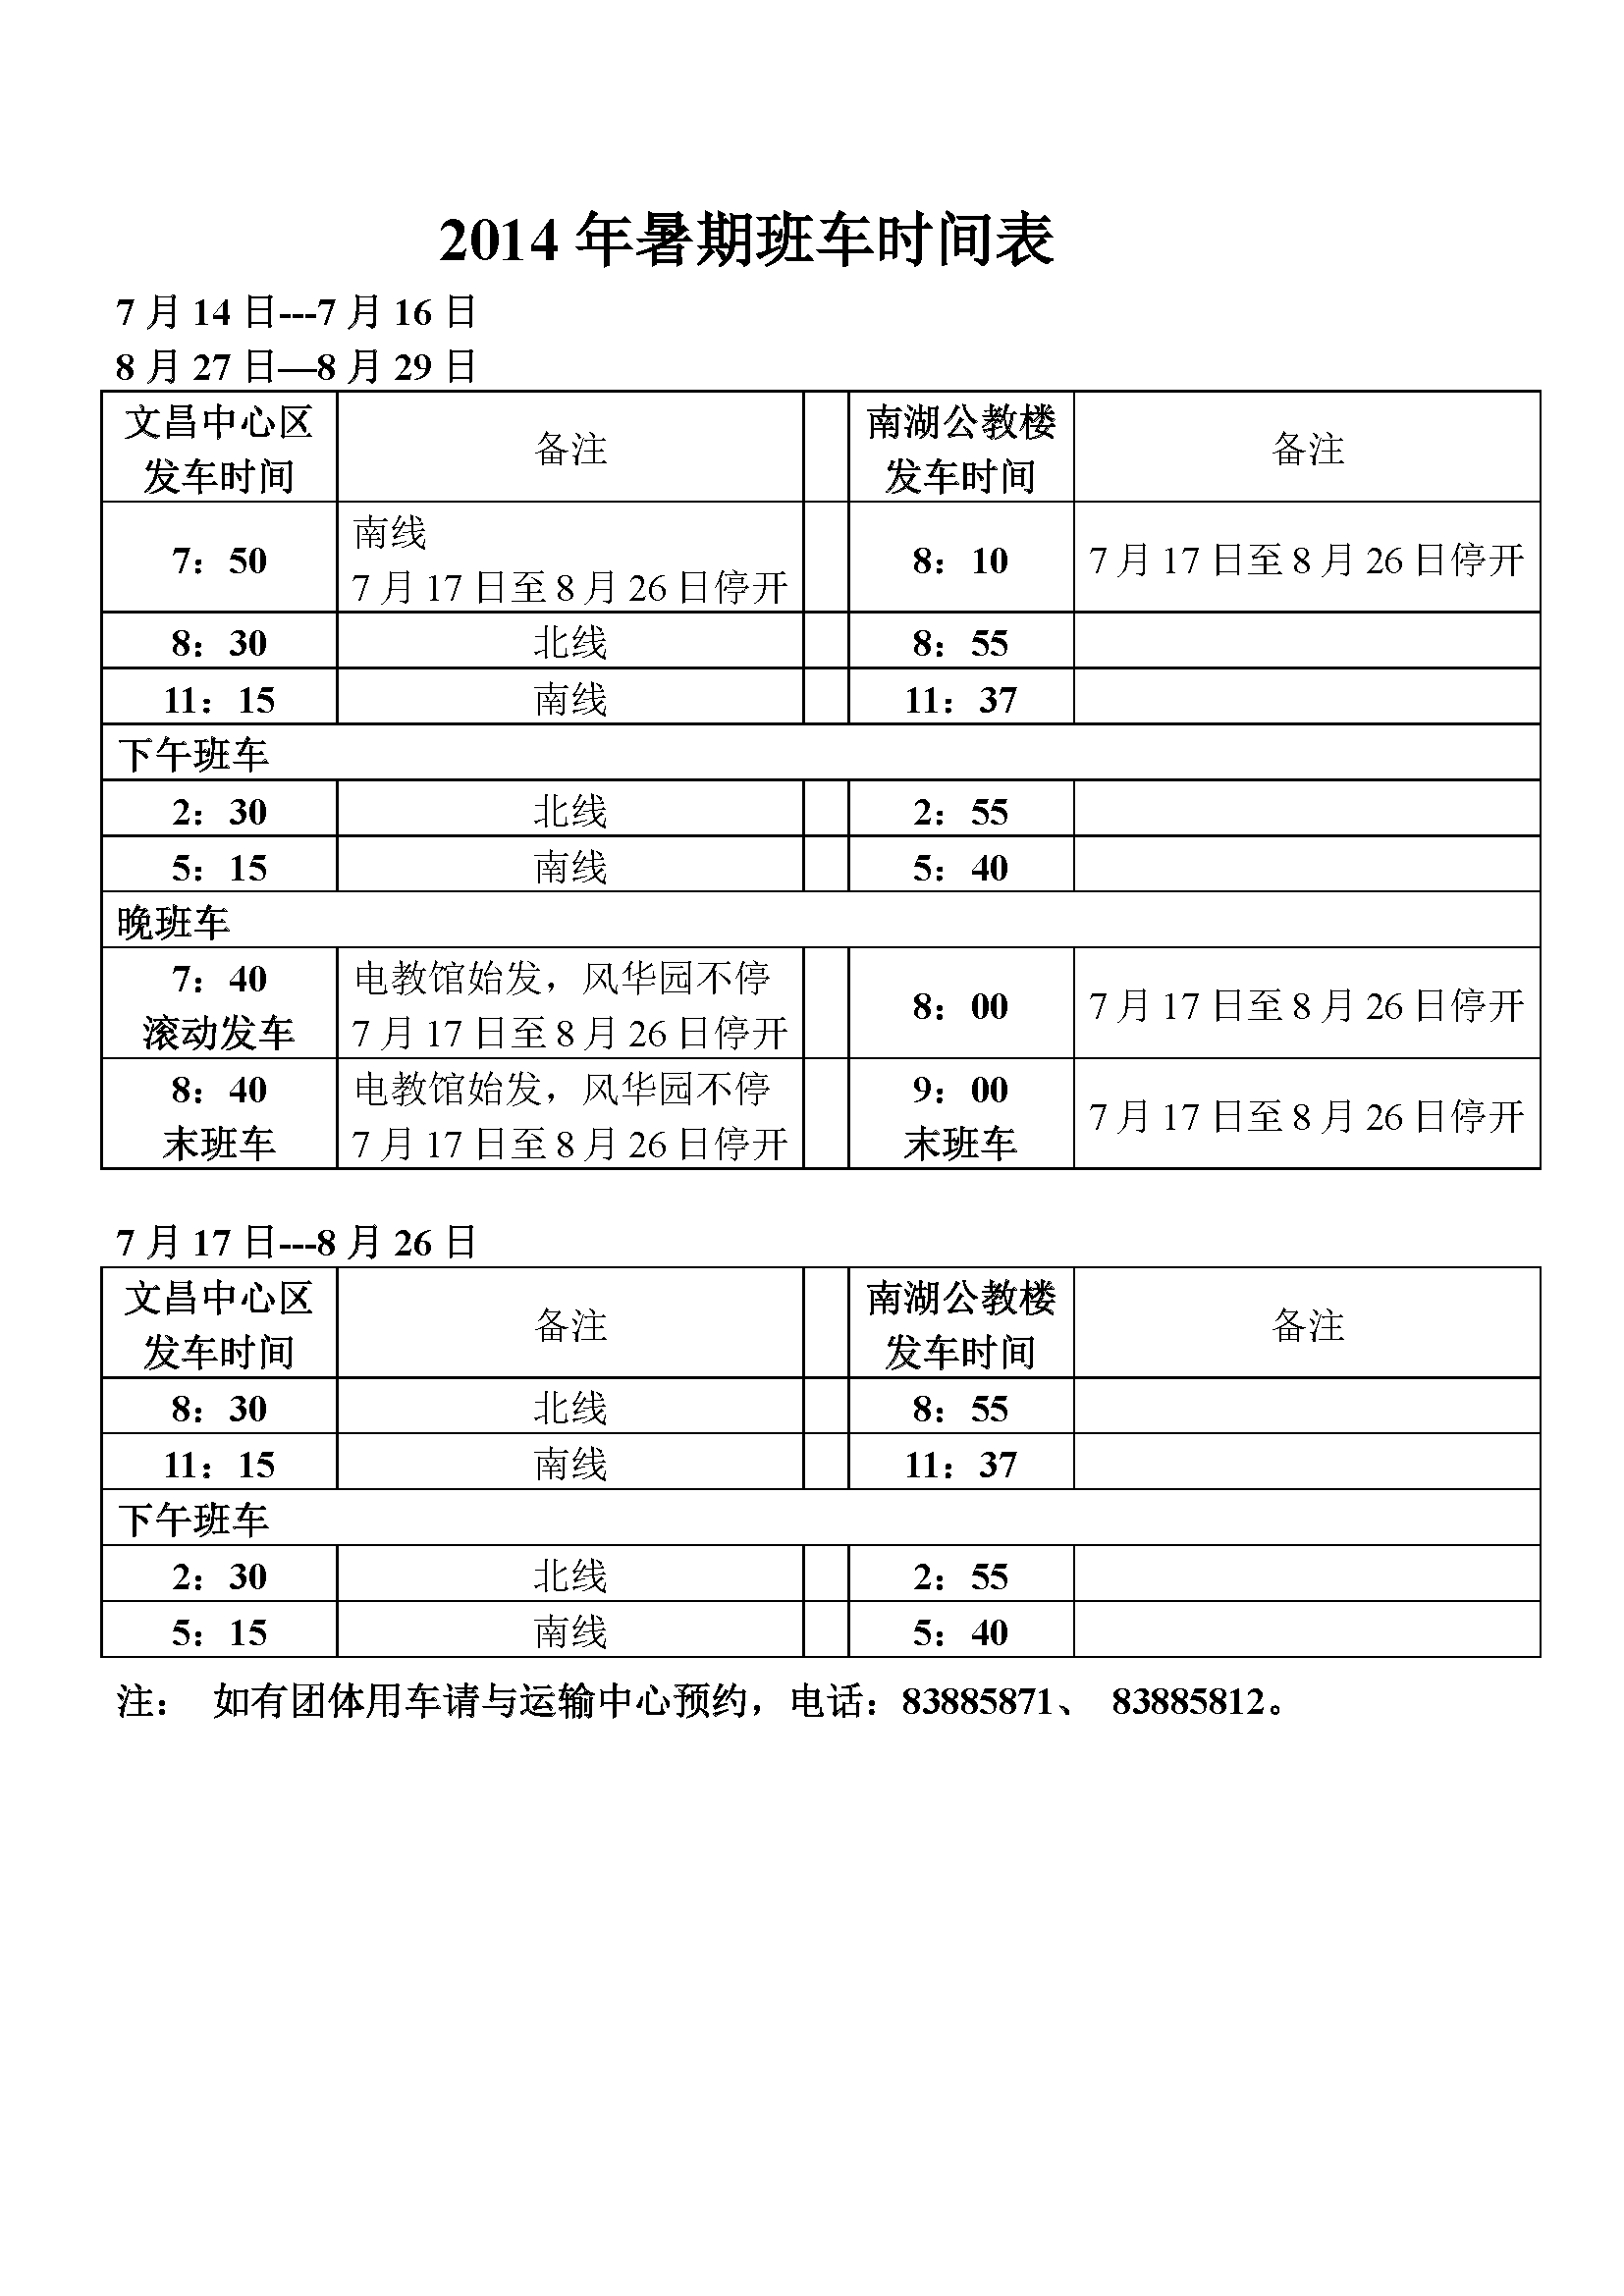 2014 年暑期班车时间表
7 月 14 日---7 月 16 日
8 月 27 日—8 月 29 日
文昌中心区 备注 南湖公教楼 备注
发车时间 发车时间
7：50 南线 8：10 7 月 17 日至 8 月 26 日停开
7 月 17 日至 8 月 26 日停开
8：30 北线 8：55
11：15 南线 11：37
下午班车
2：30 北线 2：55
5：15 南线 5：40
晚班车
7：40 电教馆始发，风华园不停 8：00 7 月 17 日至 8 月 26 日停开
滚动发车 7 月 17 日至 8 月 26 日停开
8：40 电教馆始发，风华园不停 9：00 7 月 17 日至 8 月 26 日停开
末班车 7 月 17 日至 8 月 26 日停开 末班车
7 月 17 日---8 月 26 日
文昌中心区 备注 南湖公教楼 备注
发车时间 发车时间
8：30 北线 8：55
11：15 南线 11：37
下午班车
2：30 北线 2：55
5：15 南线 5：40
注： 如有团体用车请与运输中心预约，电话：83885871、 83885812。